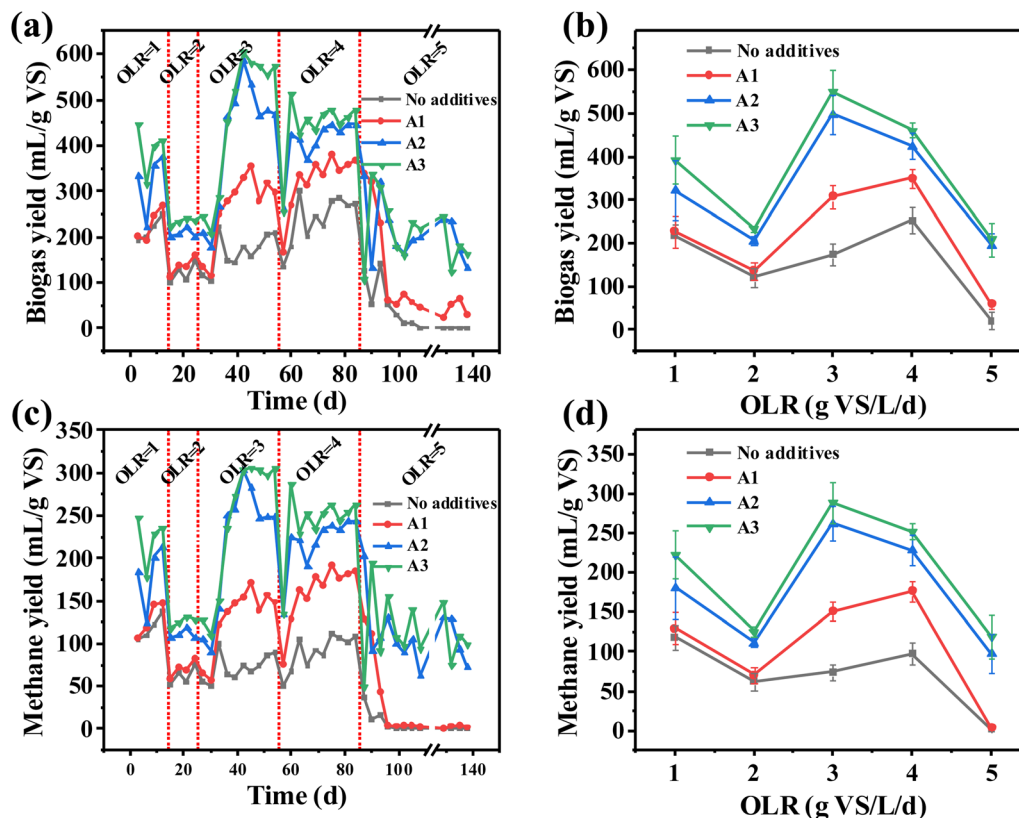 (a)
Biogas yield (mL/g VS)
600
500
400
300
200
100
0
OLR=1
OLR=2
OLR=3
OLR=4
OLR=5
No additives
A1
A2
A3
0 20 40 60 80 100 140
Time (d)
(b)
Biogas yield (mL/g VS)
600
500
400
300
200
100
0
No additives
A1
A2
A3
1 2 3 4 5
OLR (g VS/L/d)
(c)
Methane yield (mL/g VS)
350
300
250
200
150
100
50
0
OLR=1
OLR=2
OLR=3
OLR=4
OLR=5
No additives
A1
A2
A3
0 20 40 60 80 100 140
Time (d)
(d)
Methane yield (mL/g VS)
350
300
250
200
150
100
50
0
No additives
A1
A2
A3
1 2 3 4 5
OLR (g VS/L/d)